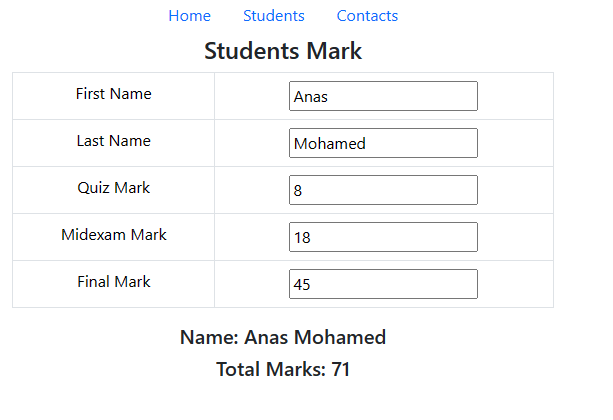 Home Students Contacts
Students Mark
First Name Anas
Last Name Mohamed
Quiz Mark 8
Midexam Mark 18
Final Mark 45
Name: Anas Mohamed
Total Marks: 71